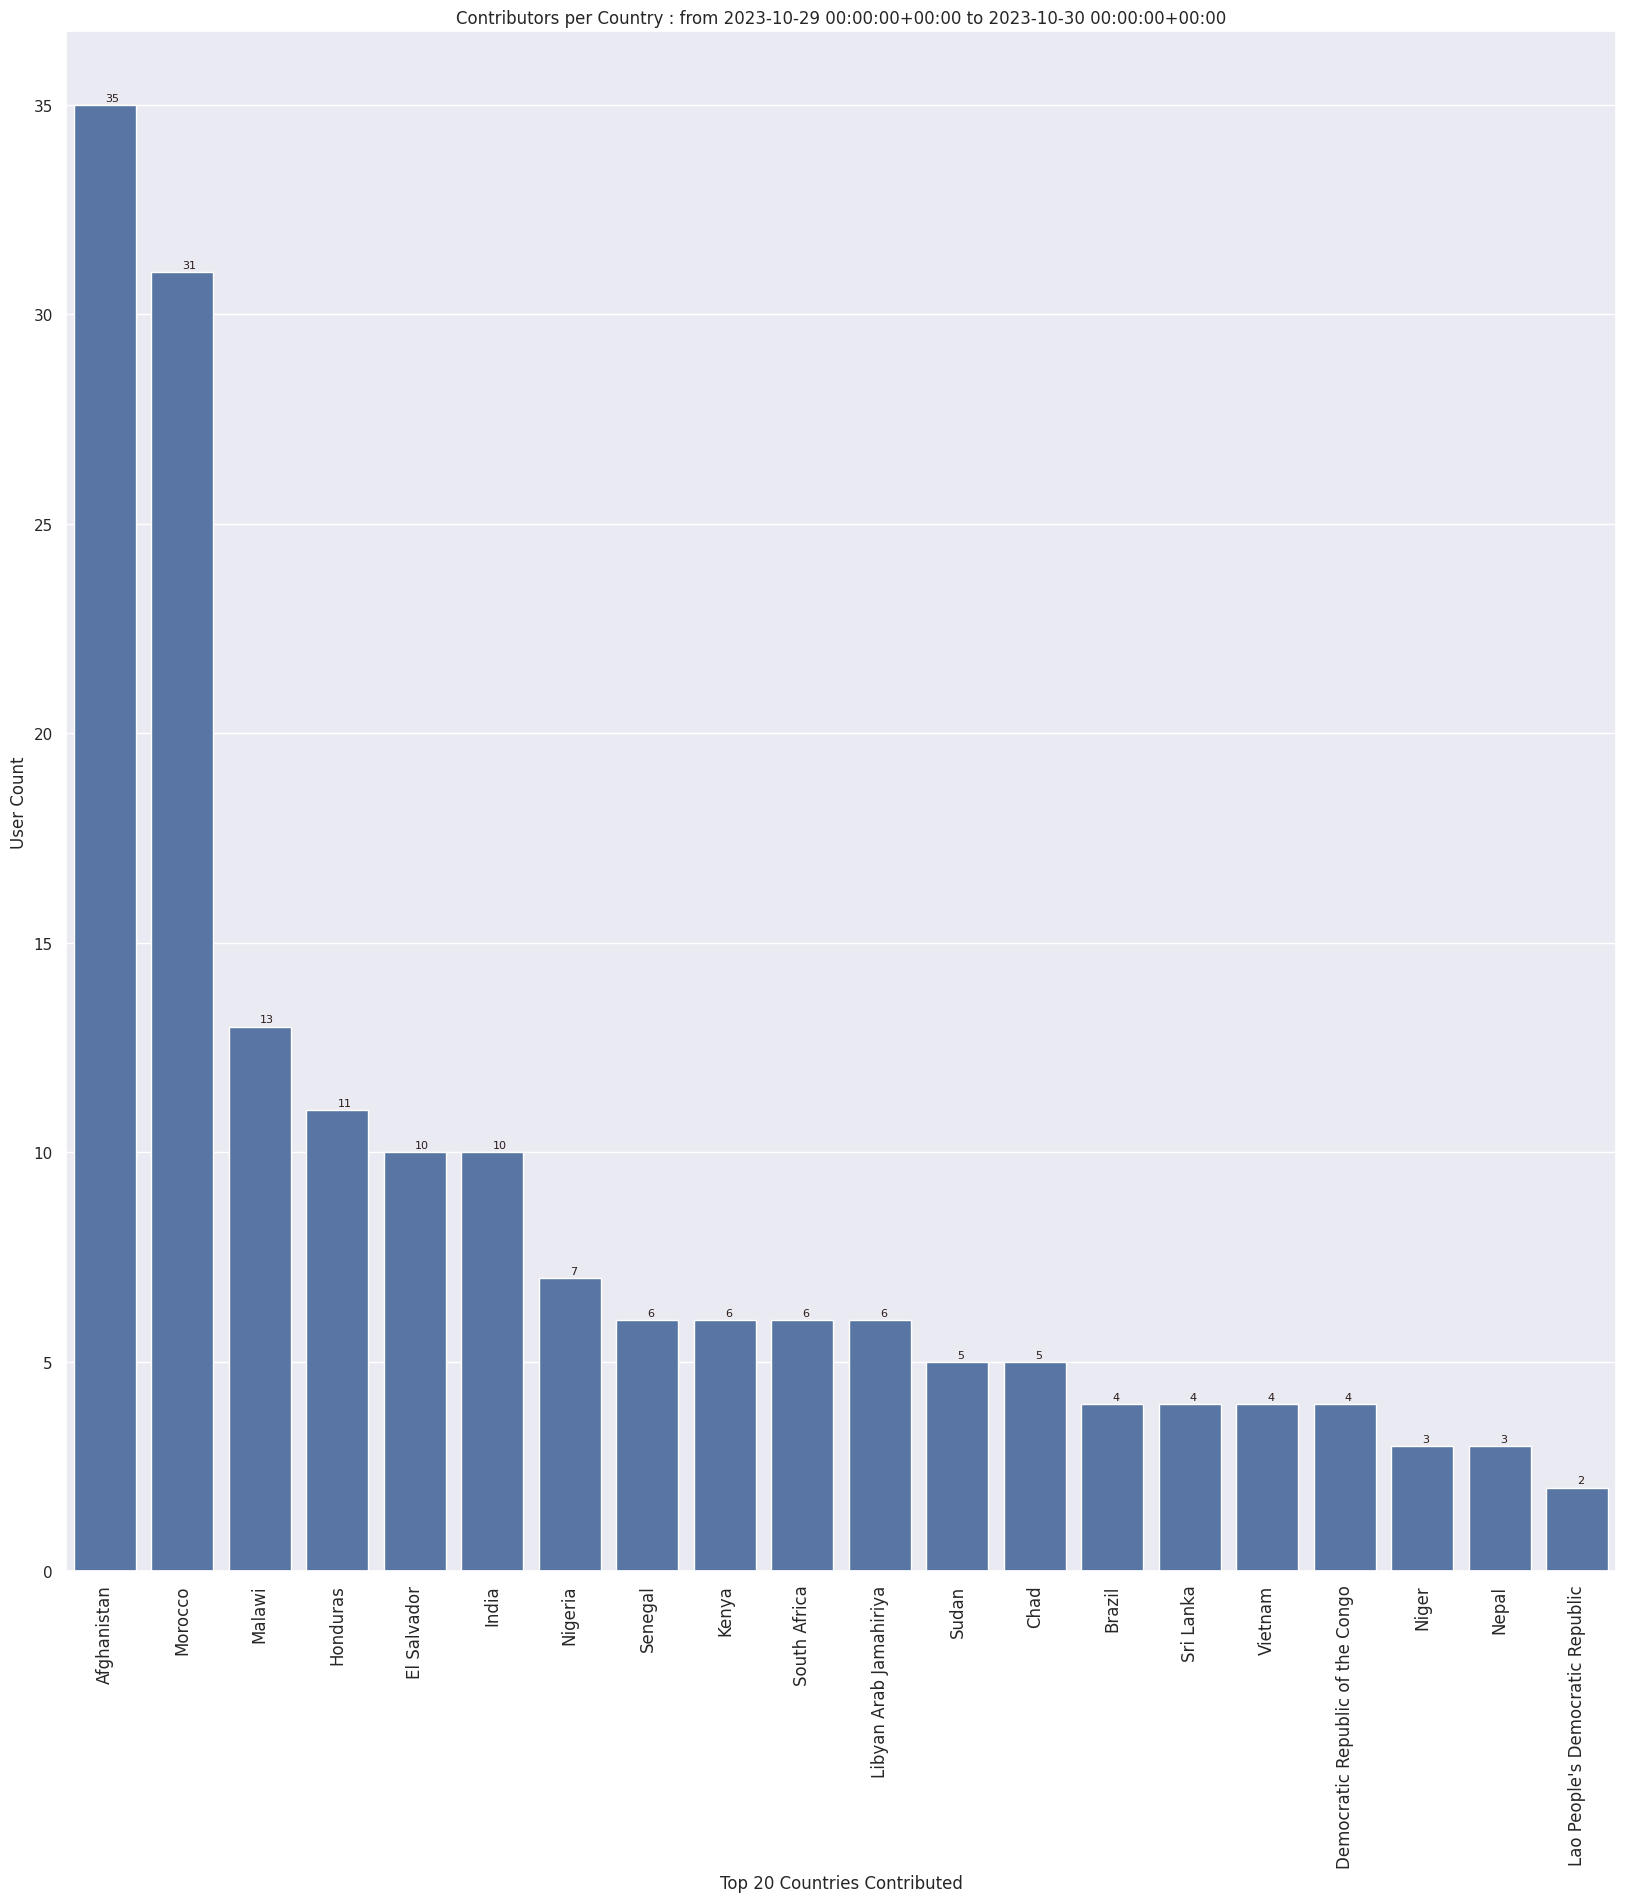 Contributors per Country : from 2023-10-29 00:00:00+00:00 to 2023-10-30 00:00:00+00:00
User Count
35
30
25
20
15
10
5
0
35
31
13
11
10
10
7
6
6
6
6
5
5
4
4
4
4
3
3
2
Afghanistan
Morocco
Malawi
Honduras
El Salvador
India
Nigeria
Senegal
Kenya
South Africa
Libyan Arab Jamahiriya
Sudan
Chad
Brazil
Sri Lanka
Vietnam
Democratic Republic of the Congo
Niger
Nepal
Lao People's Democratic Republic
Top 20 Countries Contributed